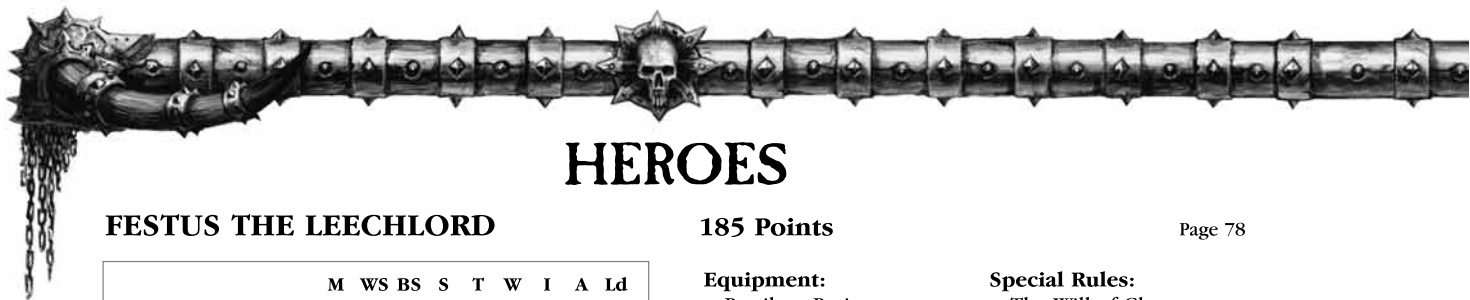 HEROES
FESTUS THE LEECHLORD 185 Points Page 78
M WS BS S T W I A Ld
Equipment: Special Rules: